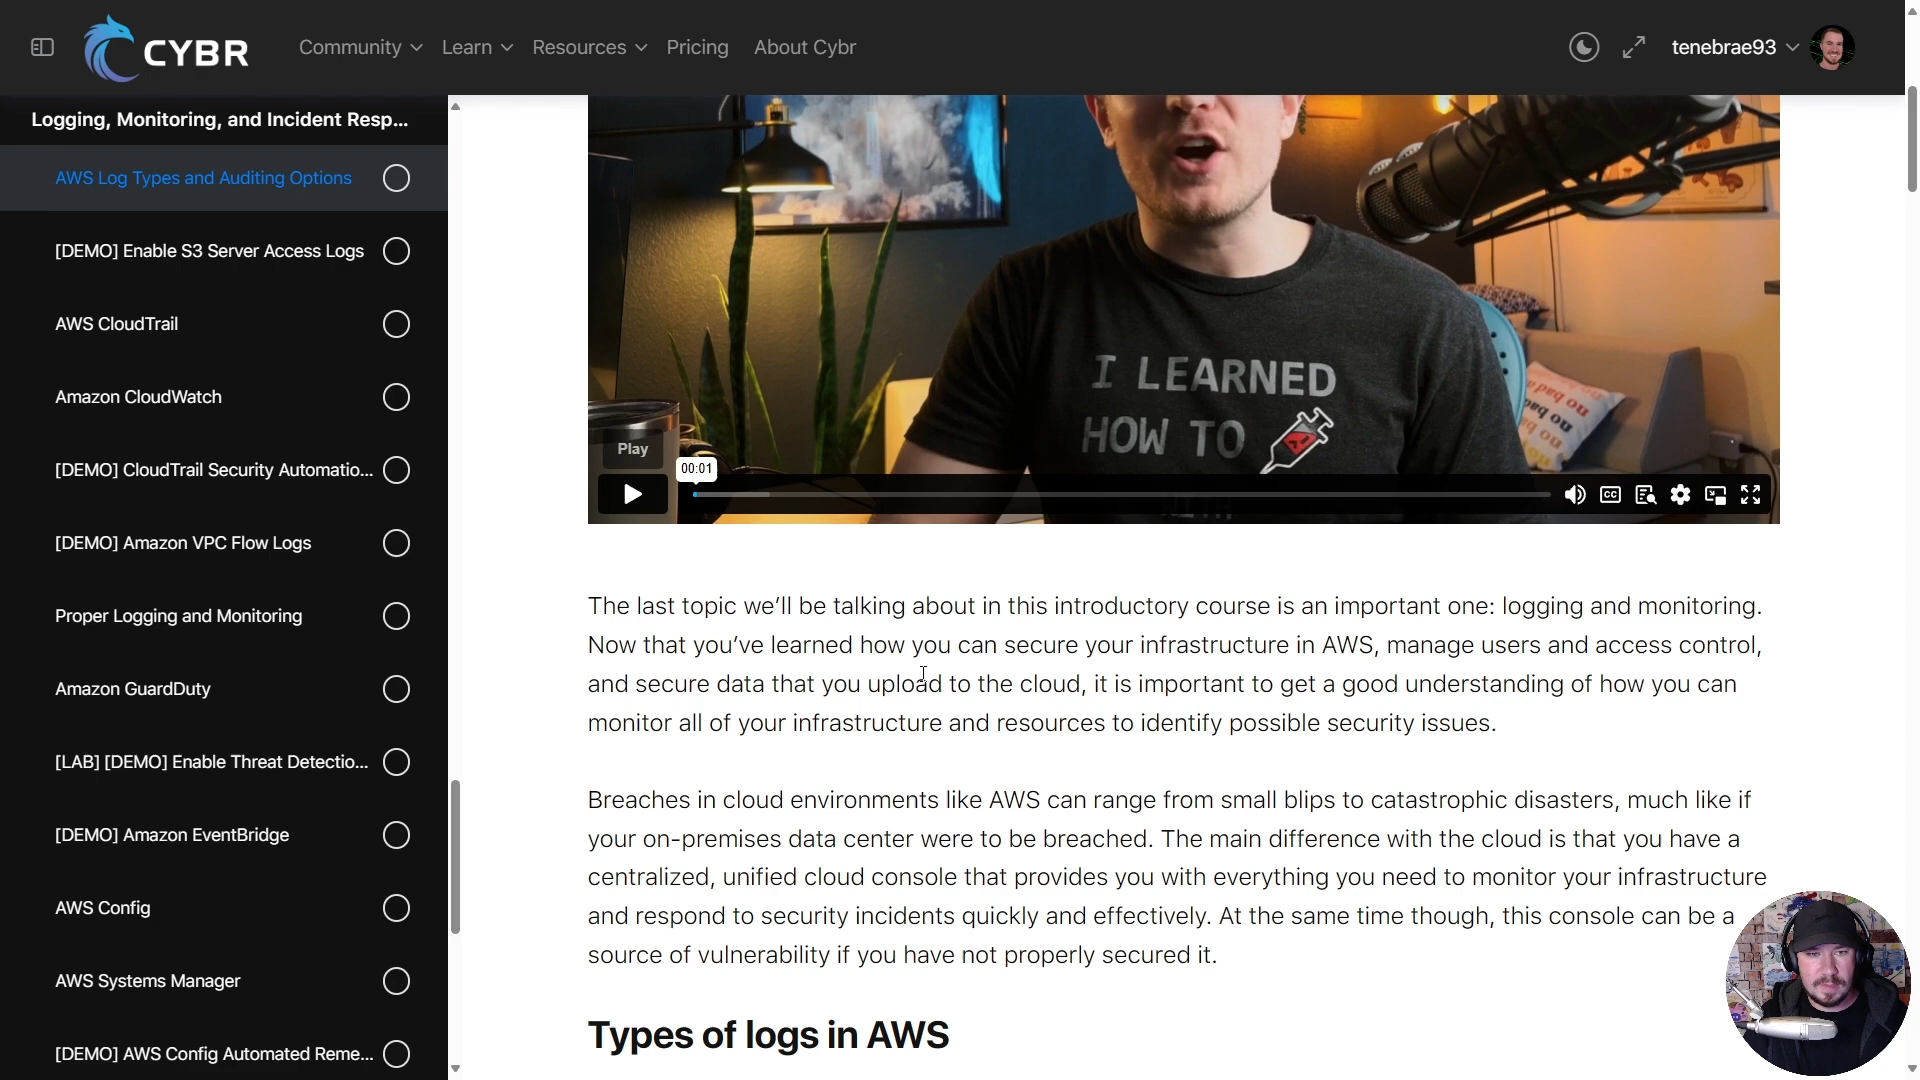 CYBR
Community
Learn
Resources
Pricing
About Cybr
tenebrae93
Logging, Monitoring, and Incident Resp...
AWS Log Types and Auditing Options
[DEMO] Enable S3 Server Access Logs
AWS CloudTrail
Amazon CloudWatch
[DEMO] CloudTrail Security Automatio...
[DEMO] Amazon VPC Flow Logs
Proper Logging and Monitoring
Amazon GuardDuty
[LAB] [DEMO] Enable Threat Detectio...
[DEMO] Amazon EventBridge
AWS Config
AWS Systems Manager
[DEMO] AWS Config Automated Reme...
I LEARNED
HOW TO
no bad
no bad
no bad
Play
00:01
CC
The last topic we’ll be talking about in this introductory course is an important one: logging and monitoring.
Now that you’ve learned how you can secure your infrastructure in AWS, manage users and access control,
and secure data that you upload to the cloud, it is important to get a good understanding of how you can
monitor all of your infrastructure and resources to identify possible security issues.
Breaches in cloud environments like AWS can range from small blips to catastrophic disasters, much like if
your on-premises data center were to be breached. The main difference with the cloud is that you have a
centralized, unified cloud console that provides you with everything you need to monitor your infrastructure
and respond to security incidents quickly and effectively. At the same time though, this console can be a
source of vulnerability if you have not properly secured it.
Types of logs in AWS